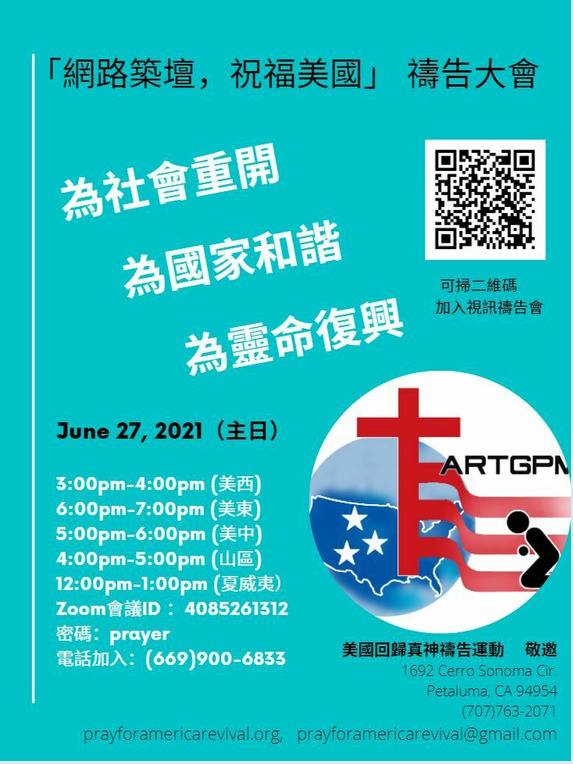 「網路築壇，祝福美國」 禱告大會
為社會重開
為國家和諧
為靈命復興
可掃二維碼
加入視訊禱告會
June 27, 2021（主日）
3:00pm-4:00pm (美西)
6:00pm-7:00pm (美東)
5:00pm-6:00pm (美中)
4:00pm-5:00pm (山區)
12:00pm-1:00pm (夏威夷）
Zoom會議ID： 4085261312
密碼：prayer
電話加入：(669)900-6833
ARTGPM
美國回歸真神禱告運動 敬邀
1692 Cerro Sonoma Cir.
Petaluma, CA 94954
(707)763-2071
prayforamericarevival.org, prayforamericarevival@gmail.com